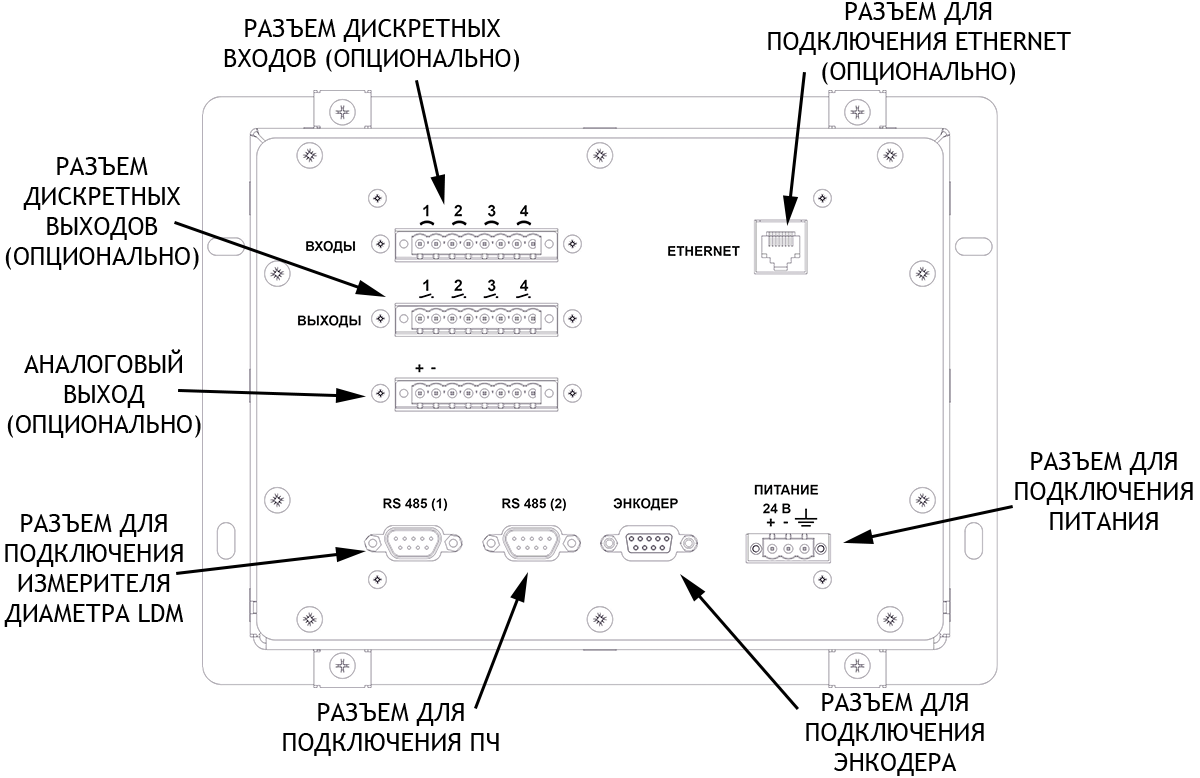 РАЗЪЕМ ДИСКРЕТНЫХ
ВХОДОВ (ОПЦИОНАЛЬНО)
РАЗЪЕМ ДЛЯ
ПОДКЛЮЧЕНИЯ ETHERNET
(ОПЦИОНАЛЬНО)
РАЗЪЕМ
ДИСКРЕТНЫХ
ВЫХОДОВ
(ОПЦИОНАЛЬНО)
1 2 3 4
ВХОДЫ
ETHERNET
1 2 3 4
ВЫХОДЫ
АНАЛОГОВЫЙ
ВЫХОД
(ОПЦИОНАЛЬНО)
+ -
RS 485 (1)
RS 485 (2)
ЭНКОДЕР
ПИТАНИЕ
24 В
+ -
РАЗЪЕМ ДЛЯ
ПОДКЛЮЧЕНИЯ
ПИТАНИЯ
РАЗЪЕМ ДЛЯ
ПОДКЛЮЧЕНИЯ
ИЗМЕРИТЕЛЯ
ДИАМЕТРА LDM
РАЗЪЕМ ДЛЯ
ПОДКЛЮЧЕНИЯ ПЧ
РАЗЪЕМ ДЛЯ
ПОДКЛЮЧЕНИЯ
ЭНКОДЕРА